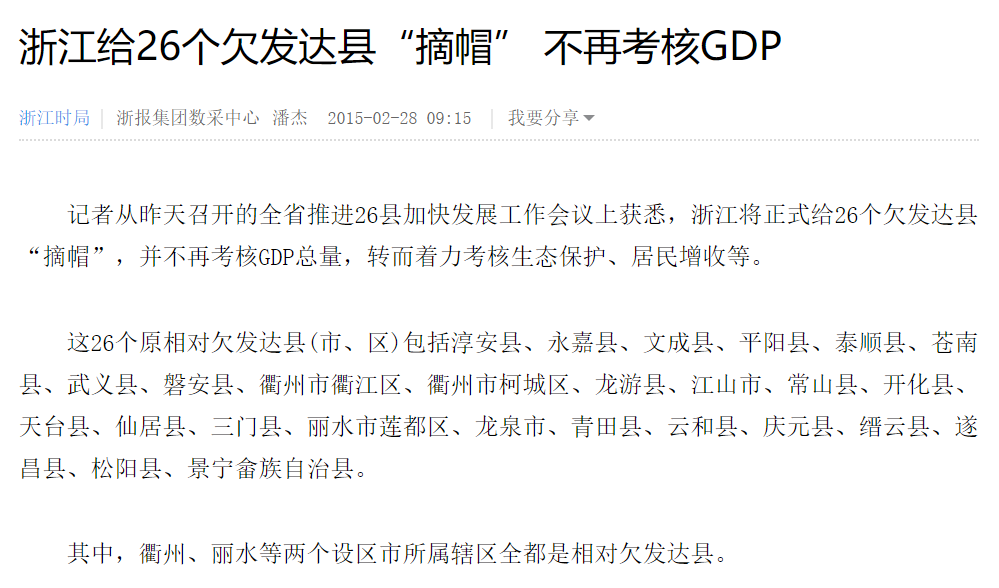 浙江给26个欠发达县“摘帽” 不再考核GDP
浙江时局 | 浙报集团数采中心 潘杰 2015-02-28 09:15 | 我要分享
记者从昨天召开的全省推进26县加快发展工作会议上获悉，浙江将正式给26个欠发达县
“摘帽”，并不再考核GDP总量，转而着力考核生态保护、居民增收等。
这26个原相对欠发达县(市、区)包括淳安县、永嘉县、文成县、平阳县、泰顺县、苍南
县、武义县、磐安县、衢州市衢江区、衢州市柯城区、龙游县、江山市、常山县、开化县、
天台县、仙居县、三门县、丽水市莲都区、龙泉市、青田县、云和县、庆元县、缙云县、遂
昌县、松阳县、景宁畲族自治县。
其中，衢州、丽水等两个设区市所属辖区全都是相对欠发达县。